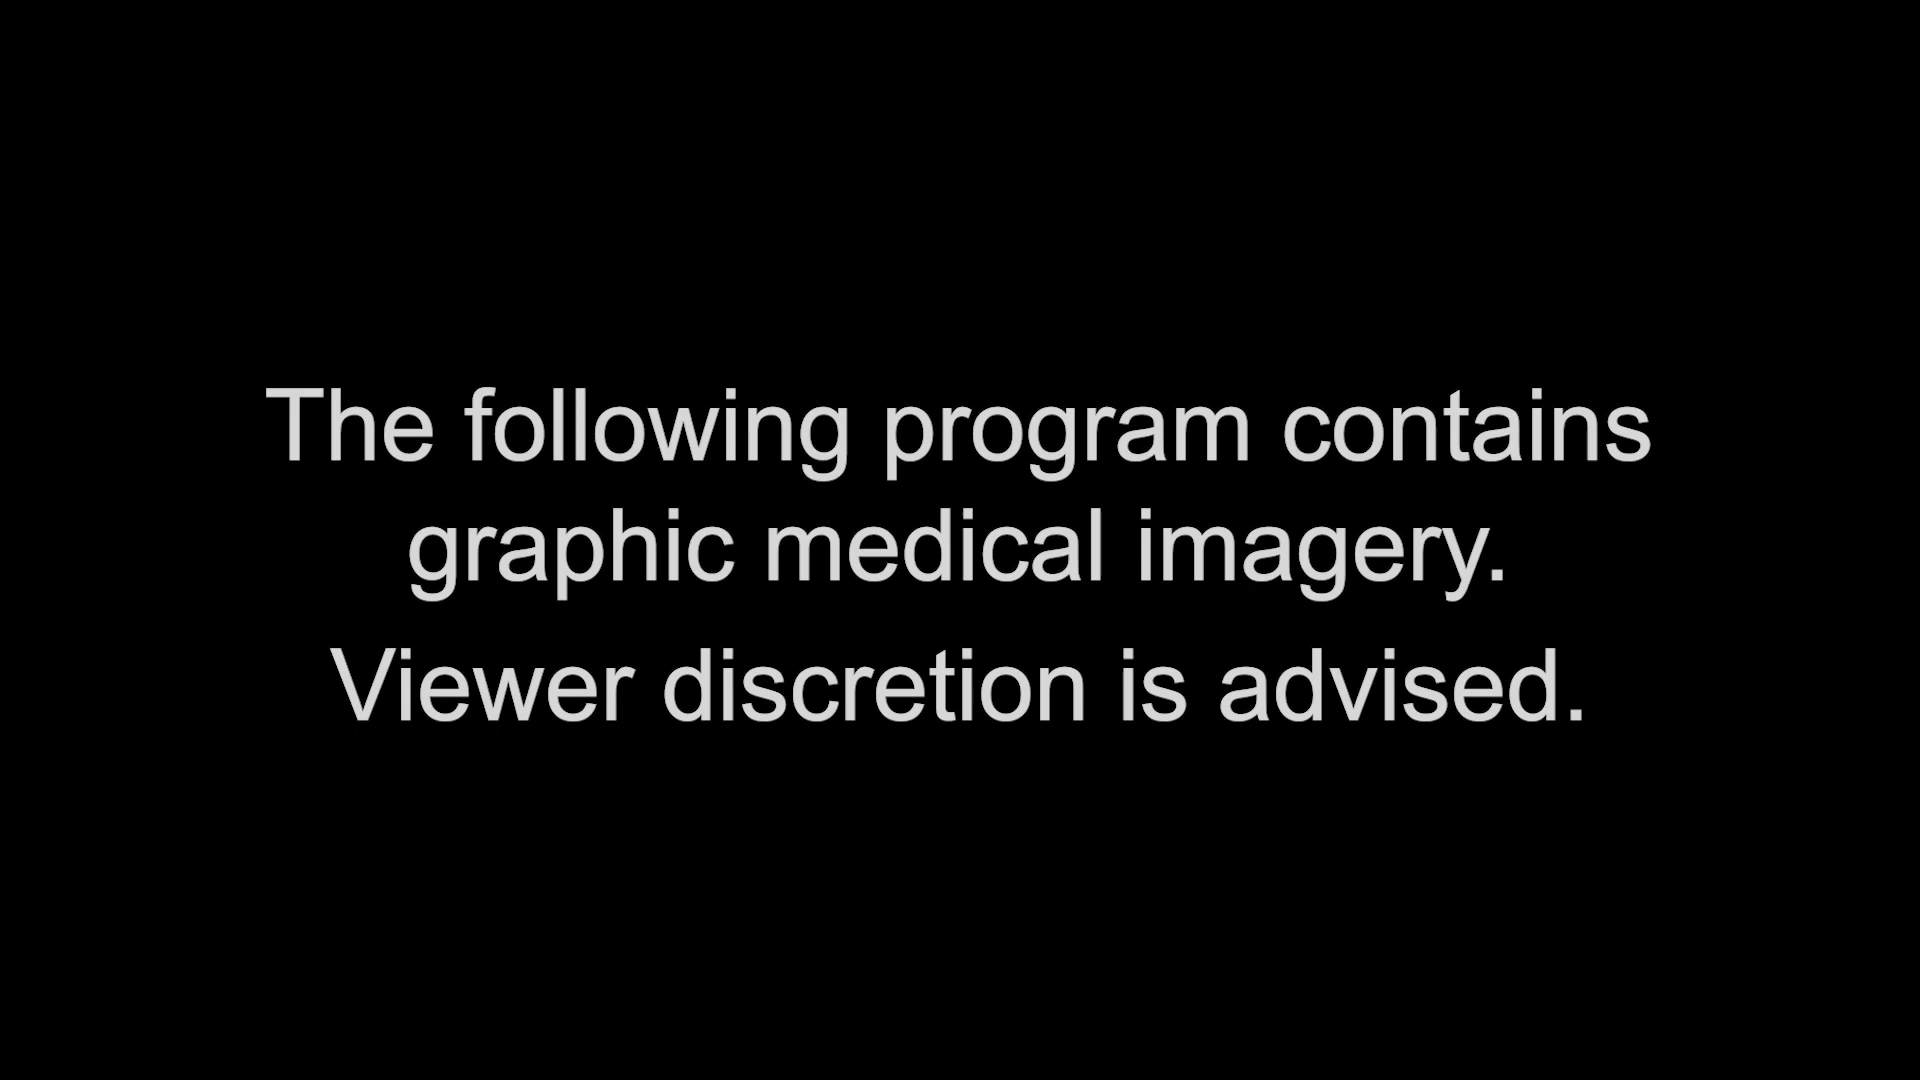 The following program contains
graphic medical imagery.
Viewer discretion is advised.